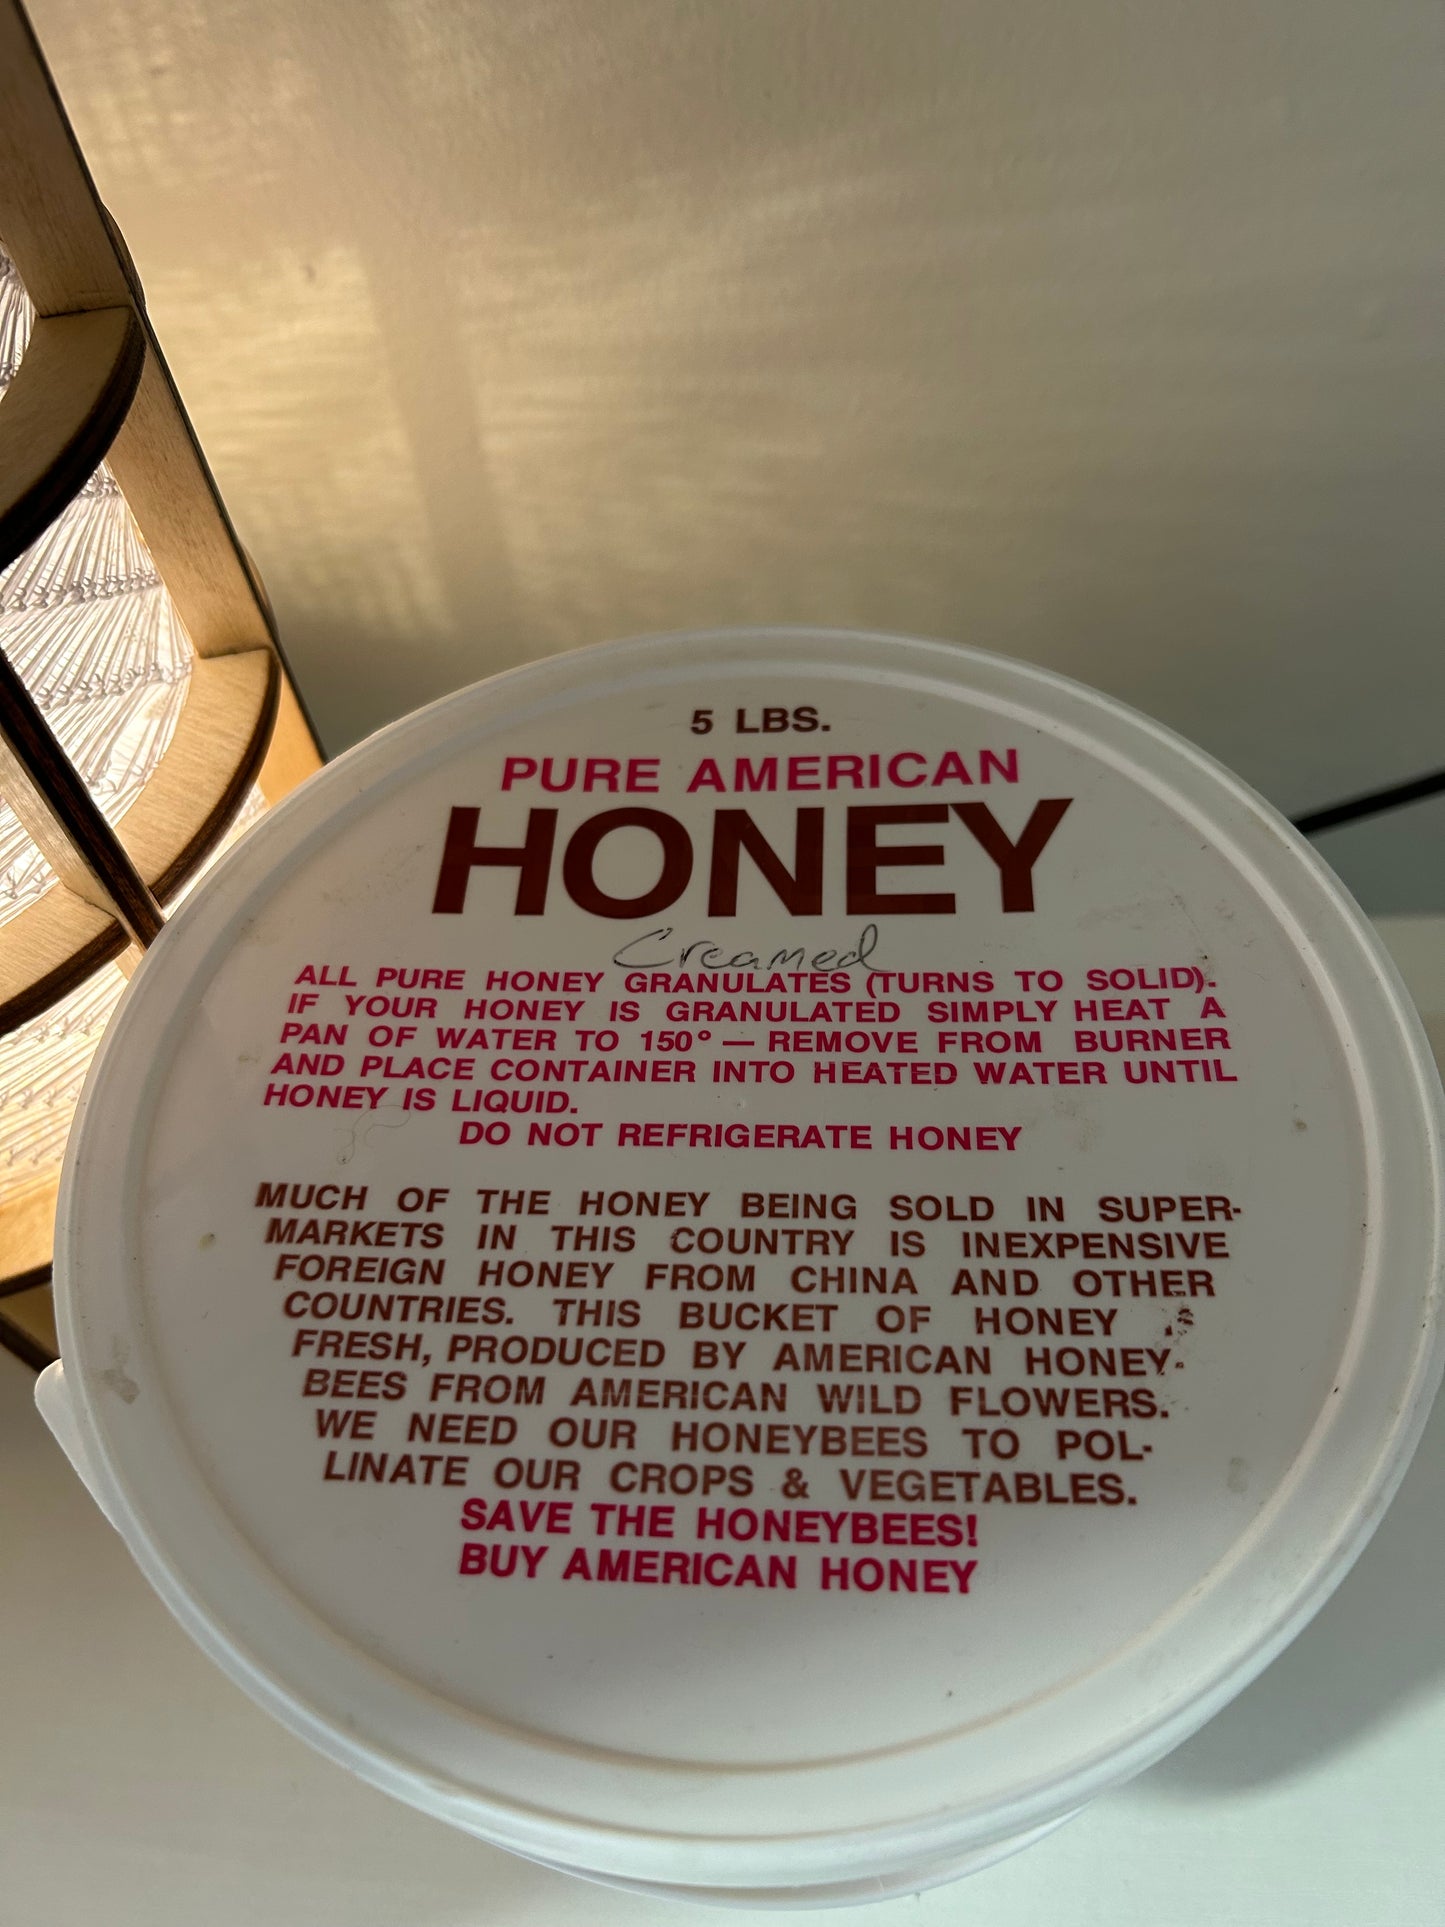 5 LBS.
PURE AMERICAN
HONEY
Creamed
ALL PURE HONEY GRANULATES (TURNS TO SOLID).
IF YOUR HONEY IS GRANULATED SIMPLY HEAT A
PAN OF WATER TO 150° — REMOVE FROM BURNER
AND PLACE CONTAINER INTO HEATED WATER UNTIL
HONEY IS LIQUID.
DO NOT REFRIGERATE HONEY
MUCH OF THE HONEY BEING SOLD IN SUPER-
MARKETS IN THIS COUNTRY IS INEXPENSIVE
FOREIGN HONEY FROM CHINA AND OTHER
COUNTRIES. THIS BUCKET OF HONEY IS
FRESH, PRODUCED BY AMERICAN HONEY-
BEES FROM AMERICAN WILD FLOWERS.
WE NEED OUR HONEYBEES TO POL-
LINATE OUR CROPS & VEGETABLES.
SAVE THE HONEYBEES!
BUY AMERICAN HONEY